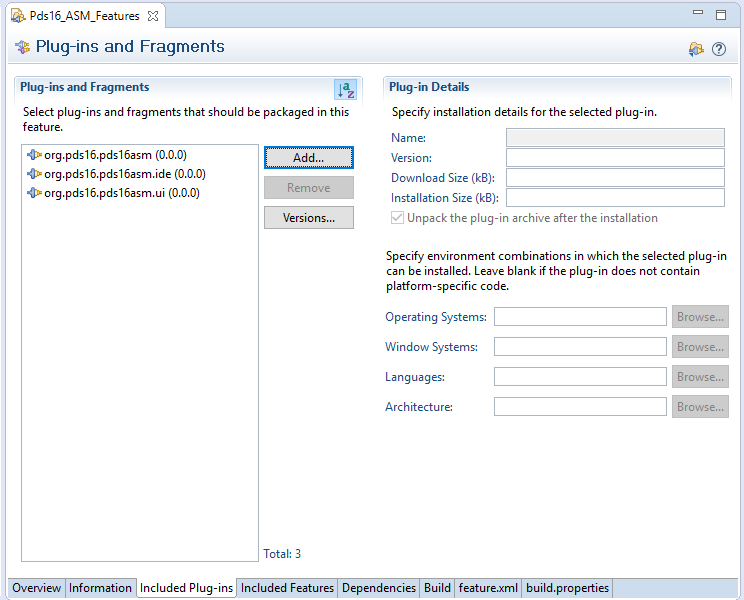 Pds16_ASM_Features
Plug-ins and Fragments
Plug-ins and Fragments
Select plug-ins and fragments that should be packaged in this
feature.
org.pds16.pds16asm (0.0.0)
org.pds16.pds16asm.ide (0.0.0)
org.pds16.pds16asm.ui (0.0.0)
Add...
Remove
Versions...
Total: 3
Plug-in Details
Specify installation details for the selected plug-in.
Name:
Version:
Download Size (kB):
Installation Size (kB):
Unpack the plug-in archive after the installation
Specify environment combinations in which the selected plug-in
can be installed. Leave blank if the plug-in does not contain
platform-specific code.
Operating Systems: Browse...
Window Systems: Browse...
Languages: Browse...
Architecture: Browse...
Overview Information Included Plug-ins Included Features Dependencies Build feature.xml build.properties